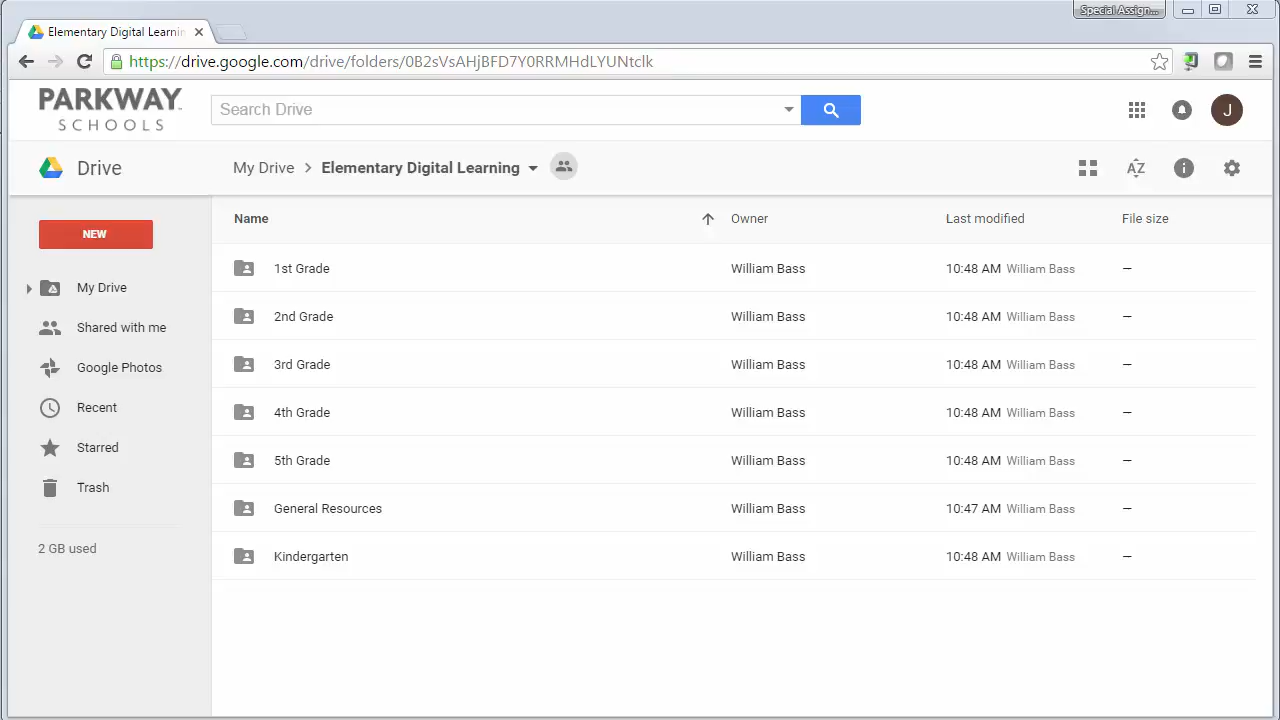 Special Assign...
Elementary Digital Learnin
https://drive.google.com/drive/folders/0B2sVsAHjBFD7Y0RRMHdLYUNtclk
PARKWAY
SCHOOLS
Search Drive
J
Drive
My Drive > Elementary Digital Learning
AZ
NEW
My Drive
Shared with me
Google Photos
Recent
Starred
Trash
2 GB used
Name Owner Last modified File size
1st Grade William Bass 10:48 AM William Bass —
2nd Grade William Bass 10:48 AM William Bass —
3rd Grade William Bass 10:48 AM William Bass —
4th Grade William Bass 10:48 AM William Bass —
5th Grade William Bass 10:48 AM William Bass —
General Resources William Bass 10:47 AM William Bass —
Kindergarten William Bass 10:48 AM William Bass —